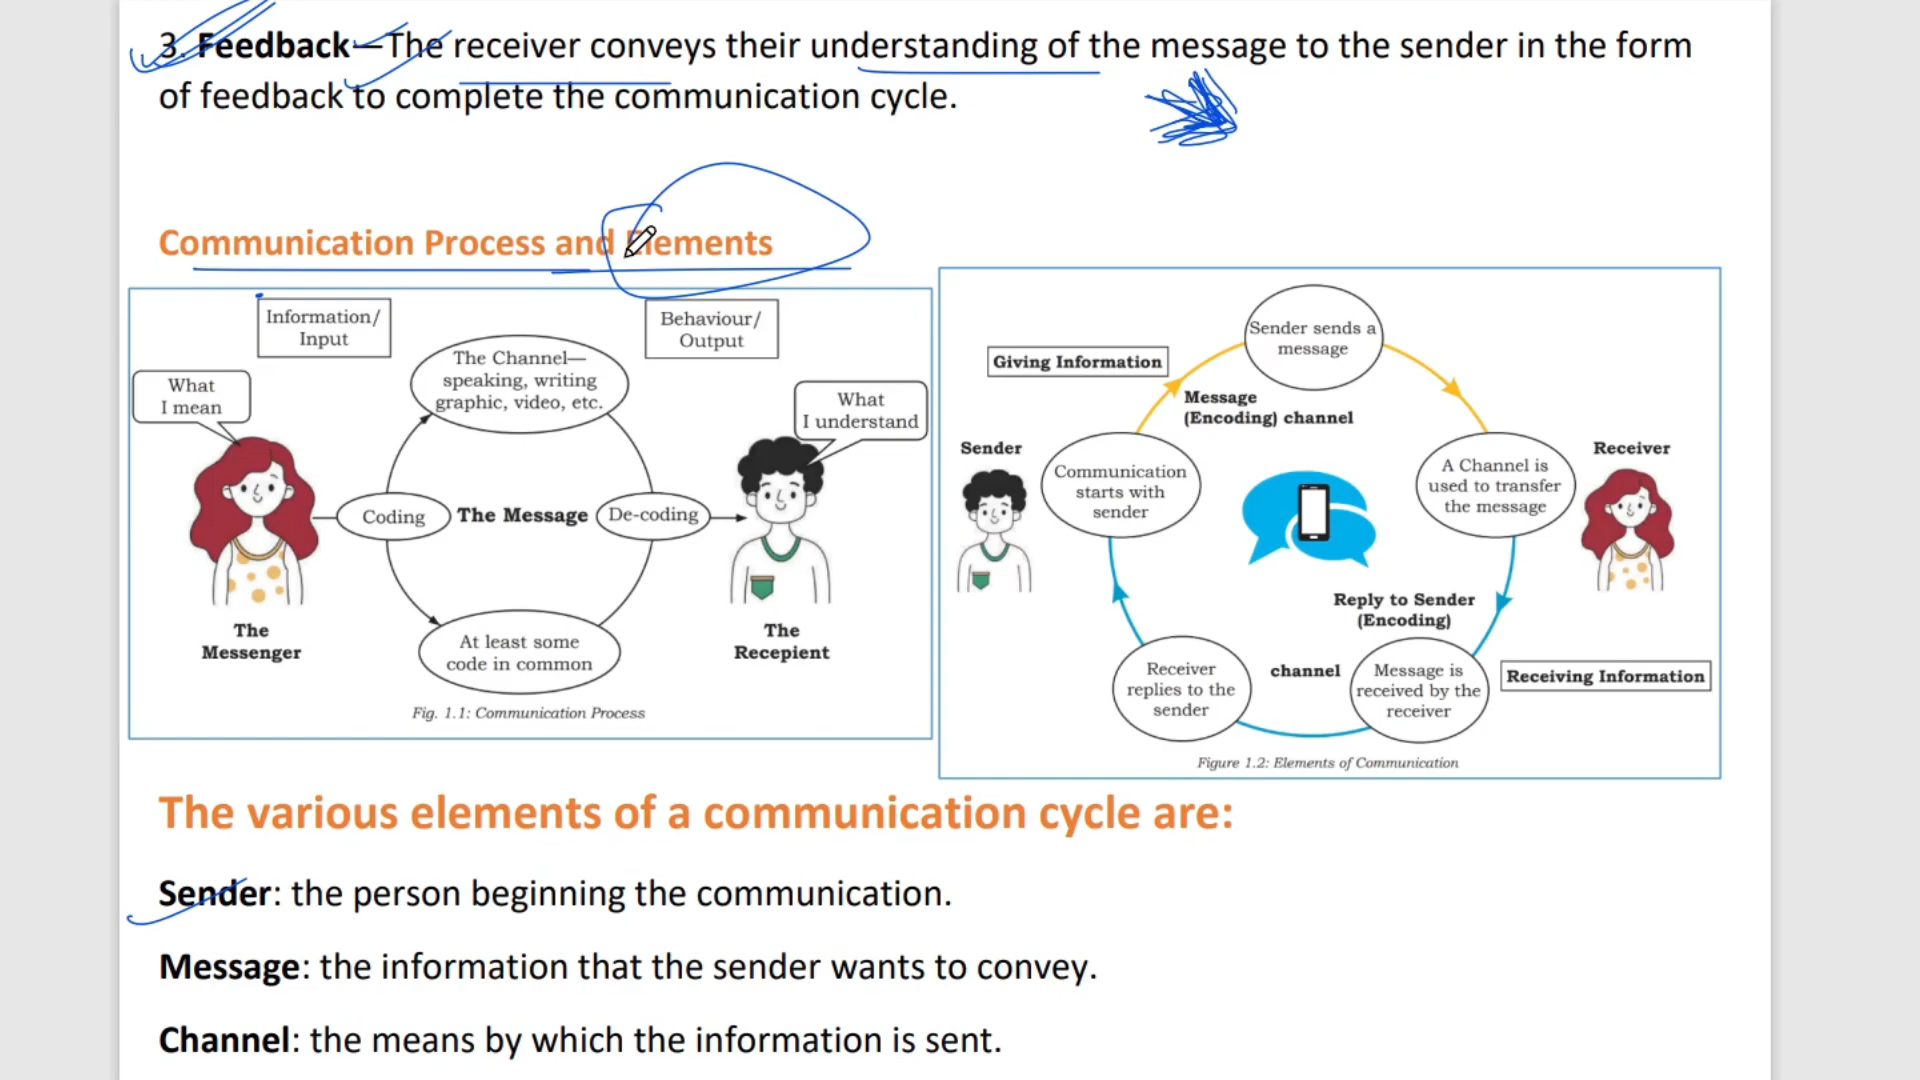 3. Feedback—The receiver conveys their understanding of the message to the sender in the form
of feedback to complete the communication cycle.
Communication Process and Elements
Information/
Input
Behaviour/
Output
The Channel—
speaking, writing
graphic, video, etc.
What
I mean
What
I understand
Coding
The Message
De-coding
The
Messenger
At least some
code in common
The
Recepient
Fig. 1.1: Communication Process
Sender sends a
message
Giving Information
Message
(Encoding) channel
Sender
Receiver
Communication
starts with
sender
A Channel is
used to transfer
the message
Reply to Sender
(Encoding)
Receiver
replies to the
sender
channel
Message is
received by the
receiver
Receiving Information
Figure 1.2: Elements of Communication
The various elements of a communication cycle are:
Sender: the person beginning the communication.
Message: the information that the sender wants to convey.
Channel: the means by which the information is sent.